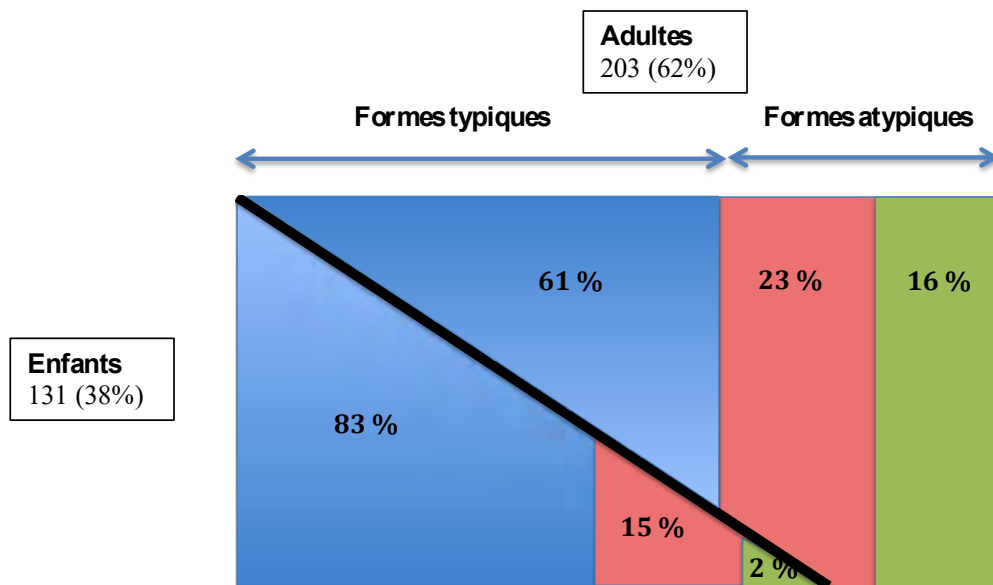 Adultes
203 (62%)
Formes typiques
Formes atypiques
61 %
23 %
16 %
Enfants
131 (38%)
83 %
15 %
2 %